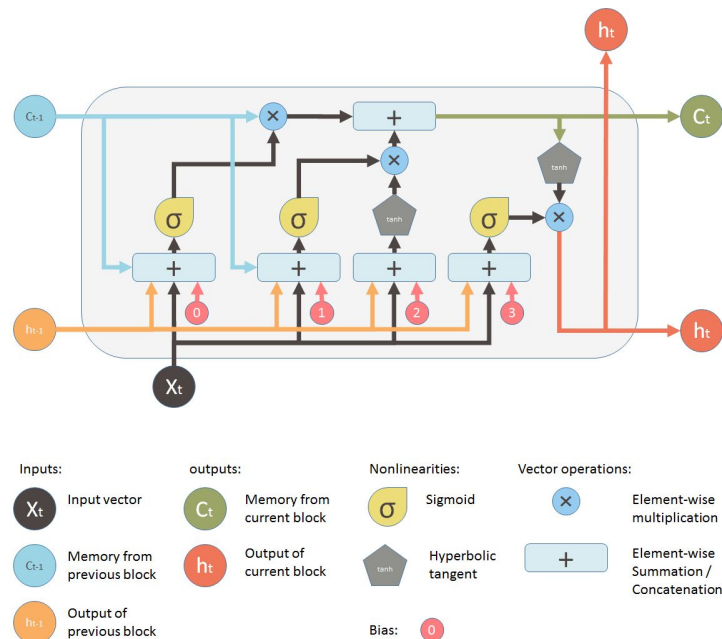 ht
Ct-1
×
+
Ct
tanh
×
tanh
σ
σ
σ
×
+
+
+
+
ht-1
0
1
2
3
ht
Xt
Inputs:
outputs:
Nonlinearities:
Vector operations:
Xt
Input vector
Ct
Memory from
current block
σ
Sigmoid
×
Element-wise
multiplication
Ct-1
Memory from
previous block
ht
Output of
current block
tanh
Hyperbolic
tangent
+
Element-wise
Summation /
Concatenation
ht-1
Output of
previous block
Bias:
0